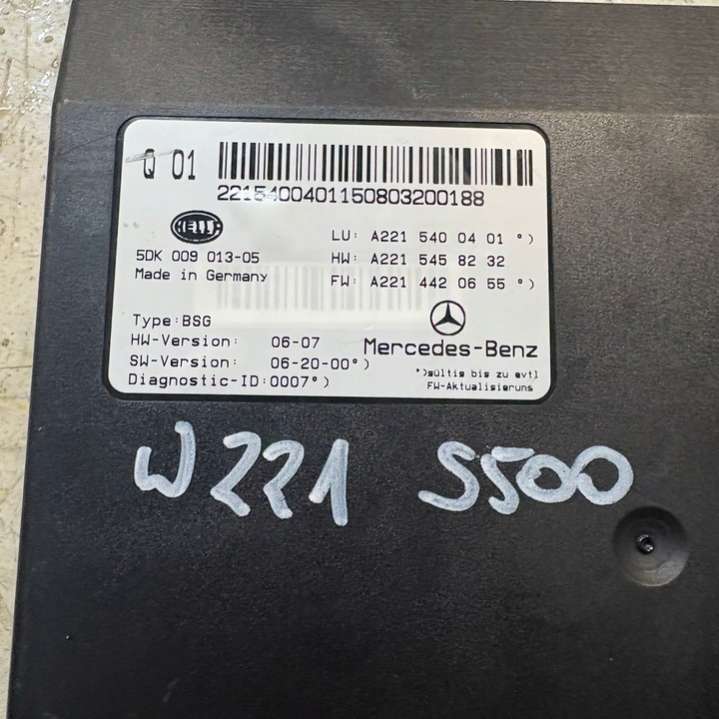 Q 01
2215400401150803200188
HELLA
LU: A221 540 04 01 °)
5DK 009 013-05
HW: A221 545 82 32
Made in Germany
FW: A221 442 06 55 °)
Type: BSG
HW-Version: 06-07
Mercedes-Benz
SW-Version: 06-20-00°)
°)gültig bis zu evtl
Diagnostic-ID: 0007°)
FW-Aktualisierung
W221 S500